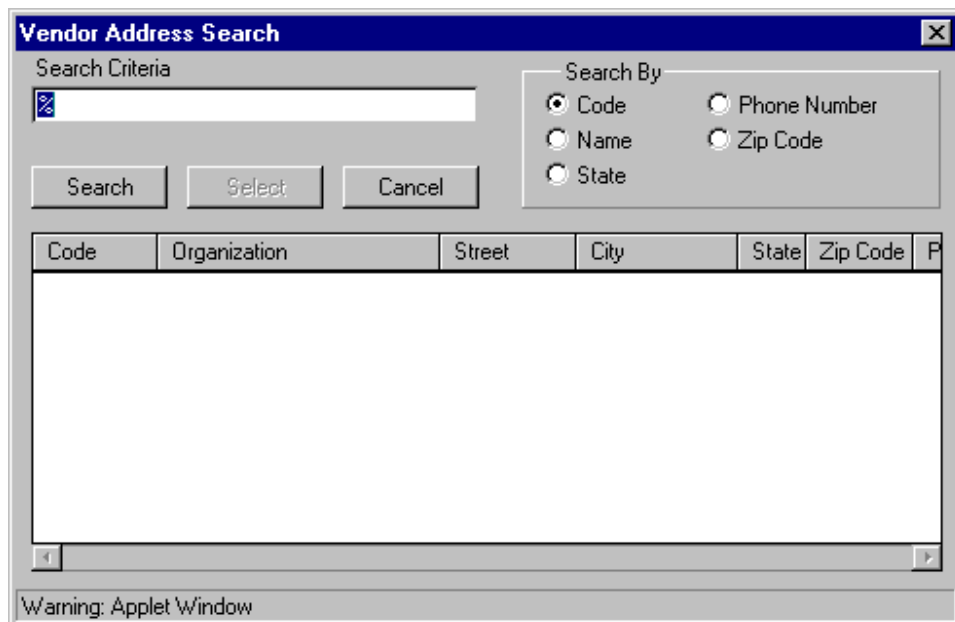 Vendor Address Search
Search Criteria
%
Search By
Code Phone Number
Name Zip Code
State
Search Select Cancel
Code Organization Street City State Zip Code P
Warning: Applet Window